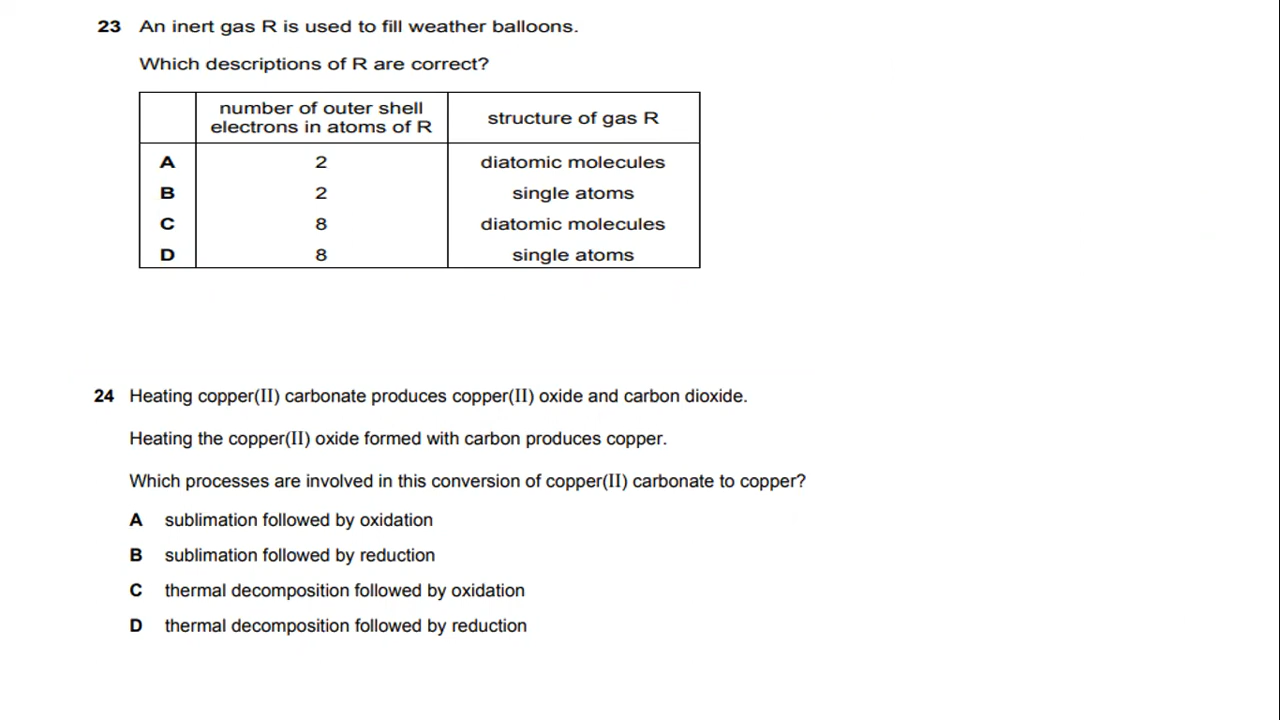 23 An inert gas R is used to fill weather balloons.
Which descriptions of R are correct?
number of outer shell electrons in atoms of R structure of gas R
A 2 diatomic molecules
B 2 single atoms
C 8 diatomic molecules
D 8 single atoms
24 Heating copper(II) carbonate produces copper(II) oxide and carbon dioxide.
Heating the copper(II) oxide formed with carbon produces copper.
Which processes are involved in this conversion of copper(II) carbonate to copper?
A sublimation followed by oxidation
B sublimation followed by reduction
C thermal decomposition followed by oxidation
D thermal decomposition followed by reduction